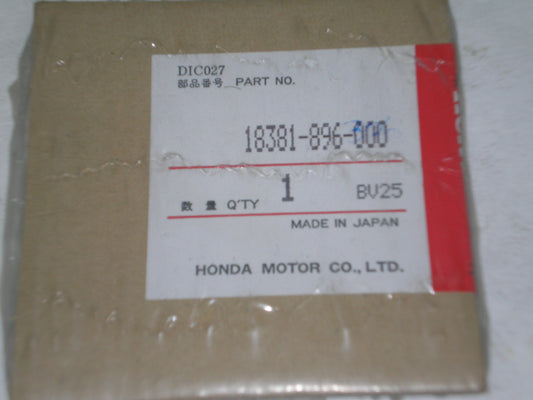 DIC027
部品番号 PART NO.
18381-896-000
数量 Q'TY 1 BV25
MADE IN JAPAN
HONDA MOTOR CO., LTD.